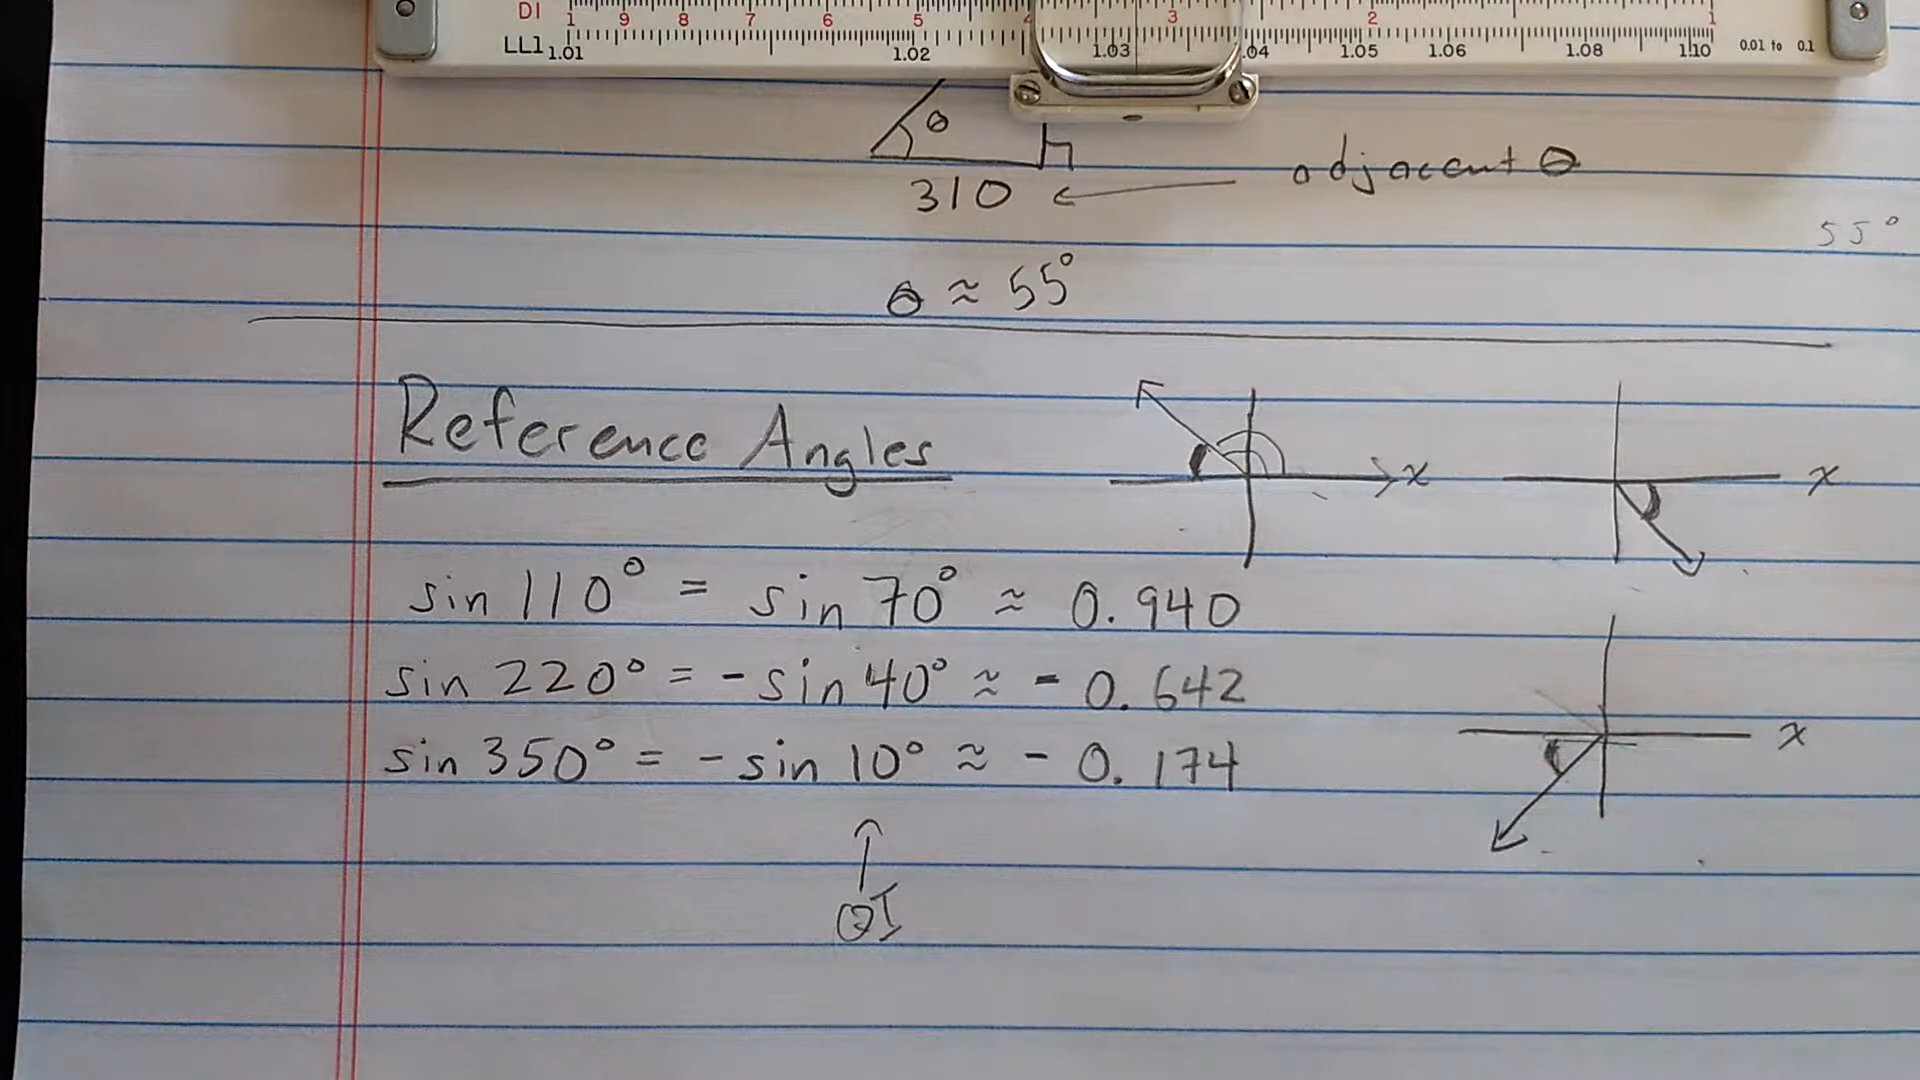 DI 1 9 8 7 6 5 4 3 2 1
LL1 1.01 1.02 1.03 .04 1.05 1.06 1.08 1.10 0.01 to 0.1
θ
310 ← adjacent θ
55°
θ ≈ 55°
Reference Angles
x x
sin 110° = sin 70° ≈ 0.940
sin 220° = - sin 40° ≈ - 0.642
x
sin 350° = - sin 10° ≈ - 0.174
↑
QI